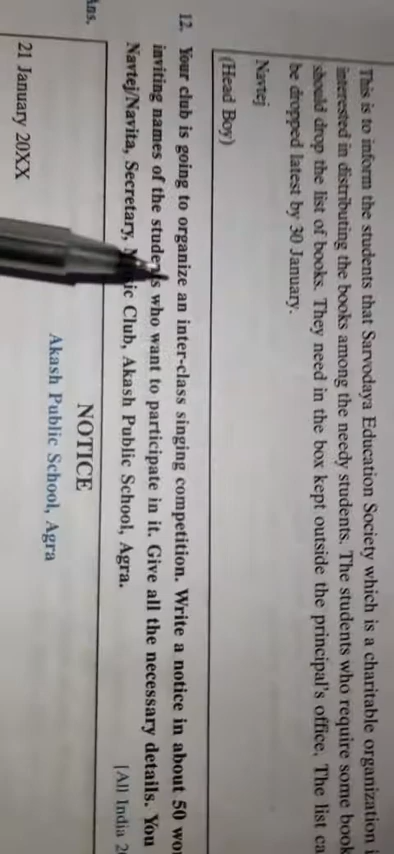 This is to inform the students that Sarvodaya Education Society which is a charitable organization
interested in distributing the books among the needy students. The students who require some book
should drop the list of books. They need in the box kept outside the principal's office. The list
be dropped latest by 30 January.
Navtej
(Head Boy)
12. Your club is going to organize an inter-class singing competition. Write a notice in about 50
inviting names of the students who want to participate in it. Give all the necessary details. You
Navtej/Navita, Secretary, Club, Akash Public School, Agra.
[All India
Ans.
NOTICE
Akash Public School, Agra
21 January 20XX